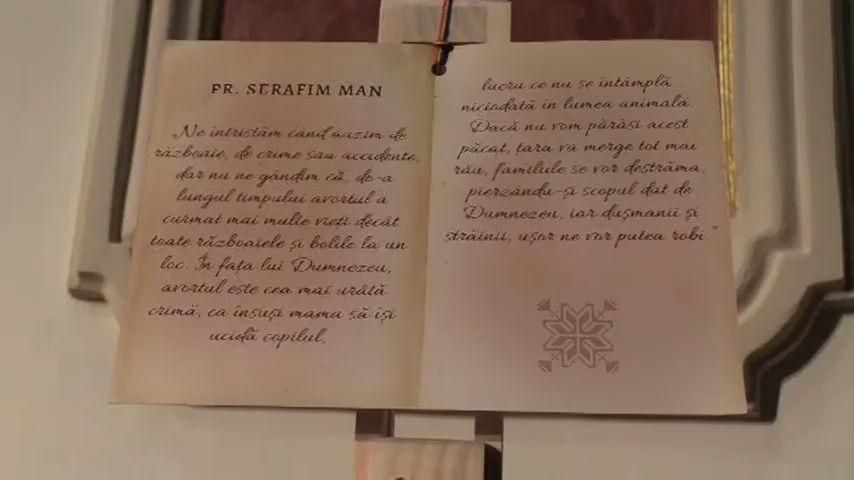 PR. SERAFIM MAN
Ne întristăm când auzim de
războaie, de crime sau accidente,
dar nu ne gândim că, de-a
lungul timpului avortul a
curmat mai multe vieți decât
toate războaiele și bolile la un
loc. În fața lui Dumnezeu,
avortul este cea mai urâtă
crimă, ca însuși mama să își
ucidă copilul,
lucru ce nu se întâmplă
niciodată în lumea animală.
Dacă nu vom părăsi acest
păcat, țara va merge tot mai
rău, familiile se vor destrăma,
pierzându-și scopul dat de
Dumnezeu, iar dușmanii și
străinii, ușor ne vor putea robi."